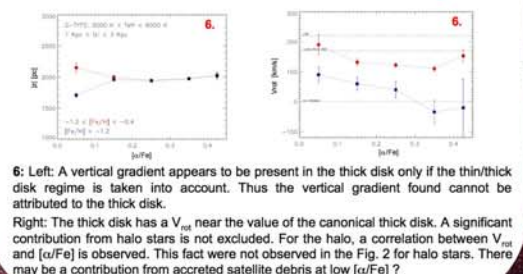 6.
6.
[α/Fe]
[α/Fe]
6: Left: A vertical gradient appears to be present in the thick disk only if the thin/thick
disk regime is taken into account. Thus the vertical gradient found cannot be
attributed to the thick disk.
Right: The thick disk has a Vrot near the value of the canonical thick disk. A significant
contribution from halo stars is not excluded. For the halo, a correlation between Vrot
and [α/Fe] is observed. This fact were not observed in the Fig. 2 for halo stars. There
may be a contribution from accreted satellite debris at low [α/Fe] ?